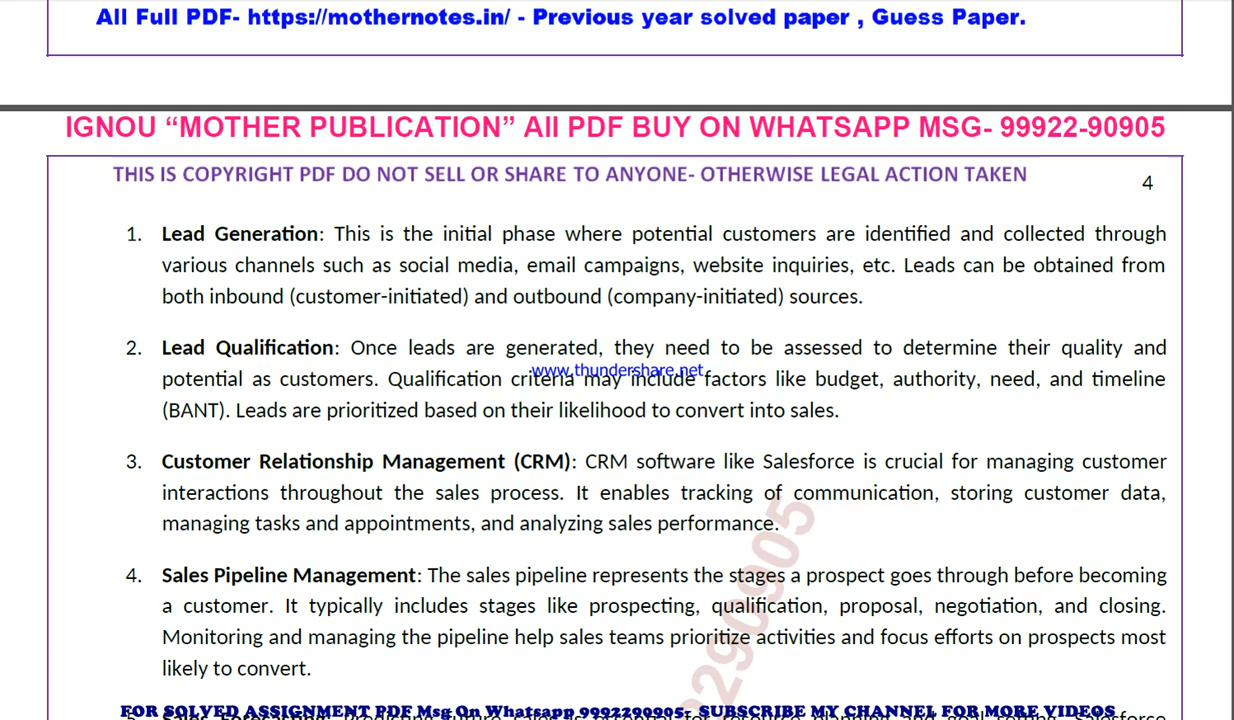 All Full PDF- https://mothernotes.in/ - Previous year solved paper , Guess Paper.
IGNOU “MOTHER PUBLICATION” All PDF BUY ON WHATSAPP MSG- 99922-90905
THIS IS COPYRIGHT PDF DO NOT SELL OR SHARE TO ANYONE- OTHERWISE LEGAL ACTION TAKEN
4
1. Lead Generation: This is the initial phase where potential customers are identified and collected through
various channels such as social media, email campaigns, website inquiries, etc. Leads can be obtained from
both inbound (customer-initiated) and outbound (company-initiated) sources.
2. Lead Qualification: Once leads are generated, they need to be assessed to determine their quality and
www.thundershare.net
potential as customers. Qualification criteria may include factors like budget, authority, need, and timeline
(BANT). Leads are prioritized based on their likelihood to convert into sales.
3. Customer Relationship Management (CRM): CRM software like Salesforce is crucial for managing customer
interactions throughout the sales process. It enables tracking of communication, storing customer data,
managing tasks and appointments, and analyzing sales performance.
4. Sales Pipeline Management: The sales pipeline represents the stages a prospect goes through before becoming
a customer. It typically includes stages like prospecting, qualification, proposal, negotiation, and closing.
Monitoring and managing the pipeline help sales teams prioritize activities and focus efforts on prospects most
likely to convert.
290905
FOR SOLVED ASSIGNMENT PDF Msg On Whatsapp 9992290905- SUBSCRIBE MY CHANNEL FOR MORE VIDEOS